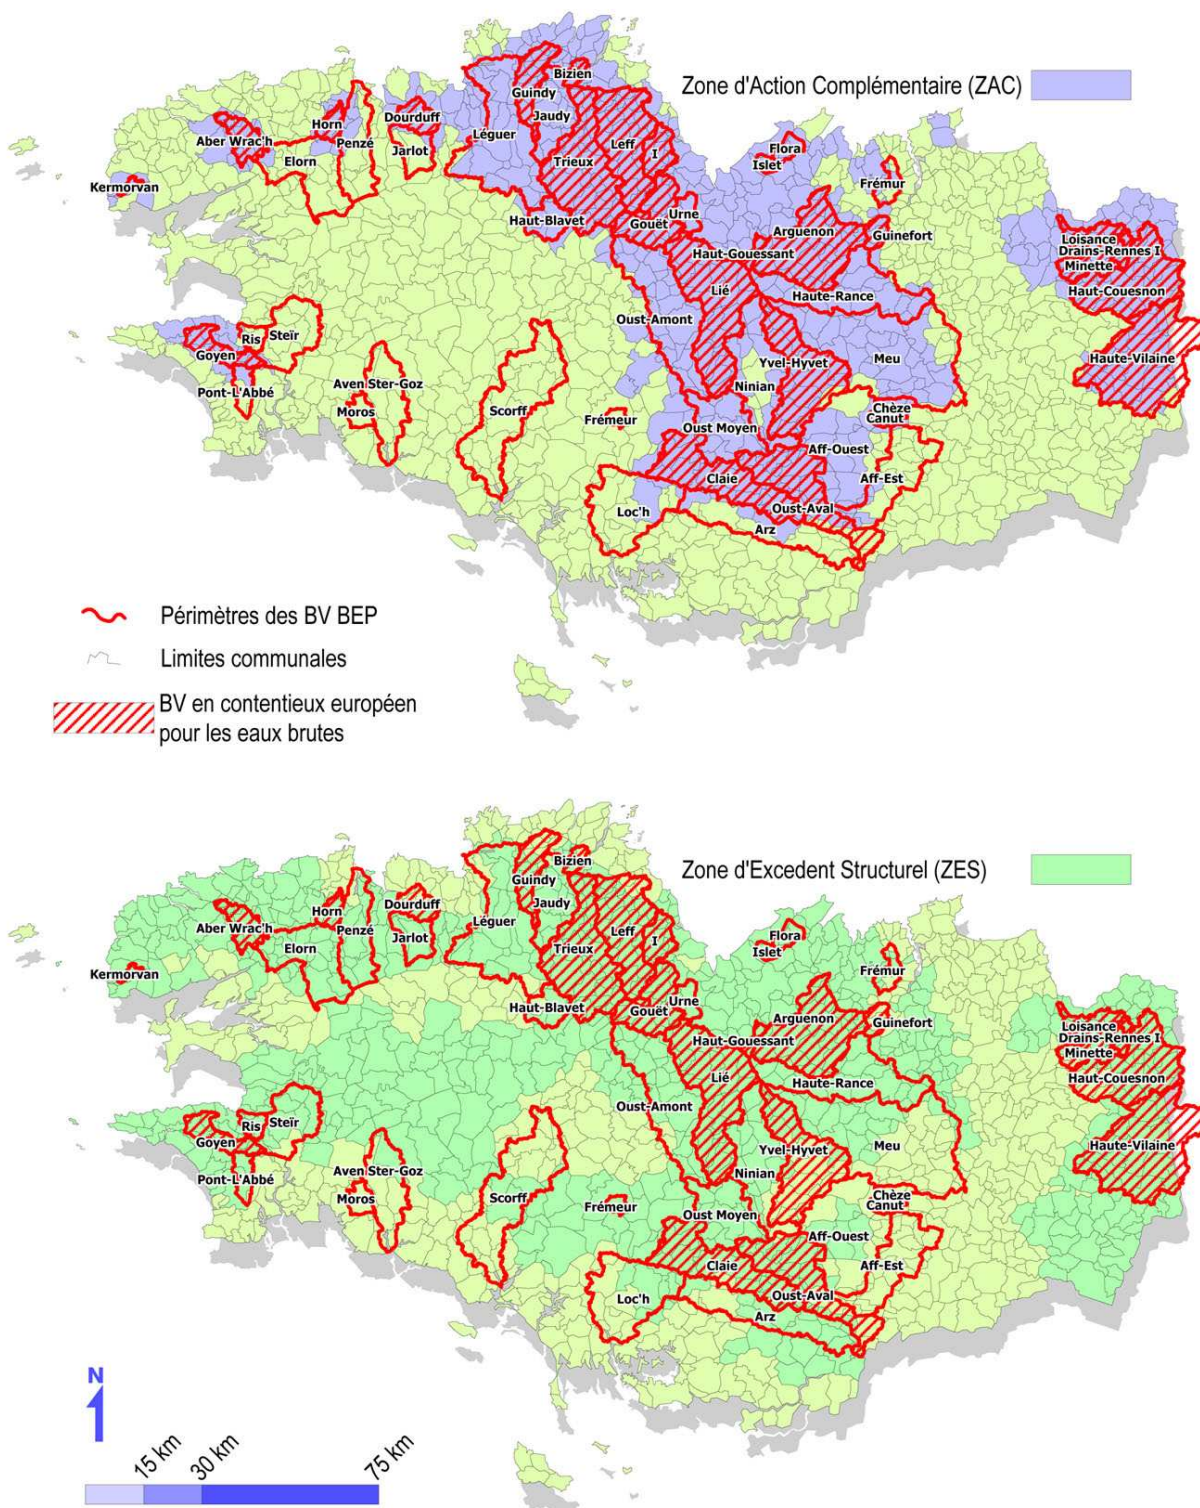 Zone d'Action Complémentaire (ZAC)
Bizien
Guindy
Jaudy
Horn
Dourduff
Aber Wrac'h
Penzé
Léguer
Leff
I
Jarlot
Elorn
Trieux
Flora
Islet
Kermorvan
Frémur
Haut-Blavet
Urne
Gouët
Arguenon
Guinefort
Haut-Gouessant
Loisance
Drains-Rennes I
Minette
Lié
Haute-Rance
Haut-Couesnon
Oust-Amont
Ris
Steïr
Goyen
Yvel-Hyvet
Meu
Haute-Vilaine
Pont-L'Abbé
Aven Ster-Goz
Ninian
Moros
Scorff
Frémeur
Chèze
Canut
Oust Moyen
Aff-Ouest
Claie
Aff-Est
Loc'h
Oust-Aval
Arz
Périmètres des BV BEP
Limites communales
BV en contentieux européen
pour les eaux brutes
Zone d'Excedent Structurel (ZES)
Bizien
Guindy
Jaudy
Horn
Dourduff
Aber Wrac'h
Penzé
Léguer
Leff
I
Jarlot
Elorn
Trieux
Flora
Islet
Kermorvan
Frémur
Haut-Blavet
Urne
Gouët
Arguenon
Guinefort
Haut-Gouessant
Loisance
Drains-Rennes I
Minette
Lié
Haute-Rance
Haut-Couesnon
Oust-Amont
Ris
Steïr
Goyen
Yvel-Hyvet
Meu
Haute-Vilaine
Pont-L'Abbé
Aven Ster-Goz
Ninian
Moros
Scorff
Frémeur
Chèze
Canut
Oust Moyen
Aff-Ouest
Claie
Aff-Est
Loc'h
Oust-Aval
Arz
N
15 km
30 km
75 km